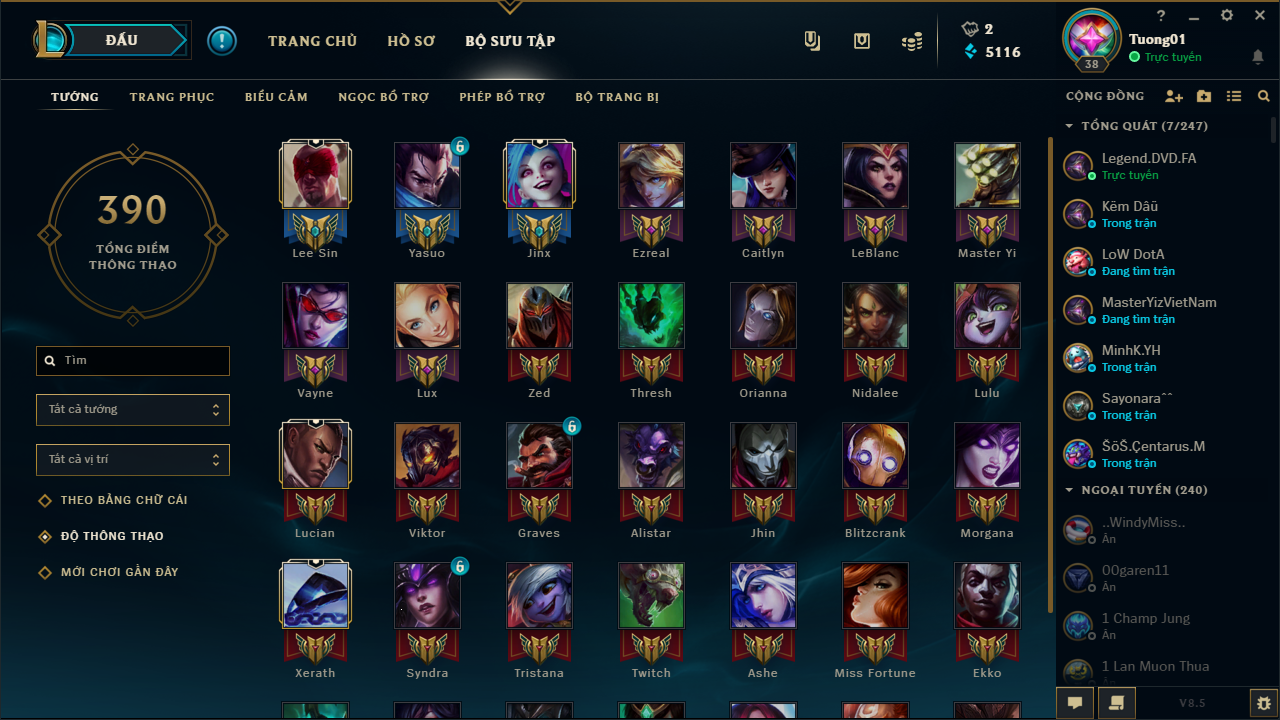 ĐẤU
!
TRANG CHỦ
HỒ SƠ
BỘ SƯU TẬP
2
5116
?
Tuong01
Trực tuyến
38
TƯỚNG
TRANG PHỤC
BIỂU CẢM
NGỌC BỔ TRỢ
PHÉP BỔ TRỢ
BỘ TRANG BỊ
390
TỔNG ĐIỂM
THÔNG THẠO
Tìm
Tất cả tướng
Tất cả vị trí
THEO BẢNG CHỮ CÁI
ĐỘ THÔNG THẠO
MỚI CHƠI GẦN ĐÂY
6
Lee Sin
Yasuo
Jinx
Ezreal
Caitlyn
LeBlanc
Master Yi
Vayne
Lux
Zed
Thresh
Orianna
Nidalee
Lulu
6
Lucian
Viktor
Graves
Alistar
Jhin
Blitzcrank
Morgana
6
Xerath
Syndra
Tristana
Twitch
Ashe
Miss Fortune
Ekko
CỘNG ĐỒNG
TỔNG QUÁT (7/247)
Legend.DVD.FA
Trực tuyến
Kẽm Dâü
Trong trận
LoW DotA
Đang tìm trận
MasterYizVietNam
Đang tìm trận
MinhK.YH
Trong trận
Sayonaraˆˆ
Trong trận
ŠöŠ.Çentarus.M
Trong trận
NGOẠI TUYẾN (240)
..WindyMiss..
Ẩn
00garen11
Ẩn
1 Champ Jung
Ẩn
1 Lan Muon Thua
Ẩn
V8.5